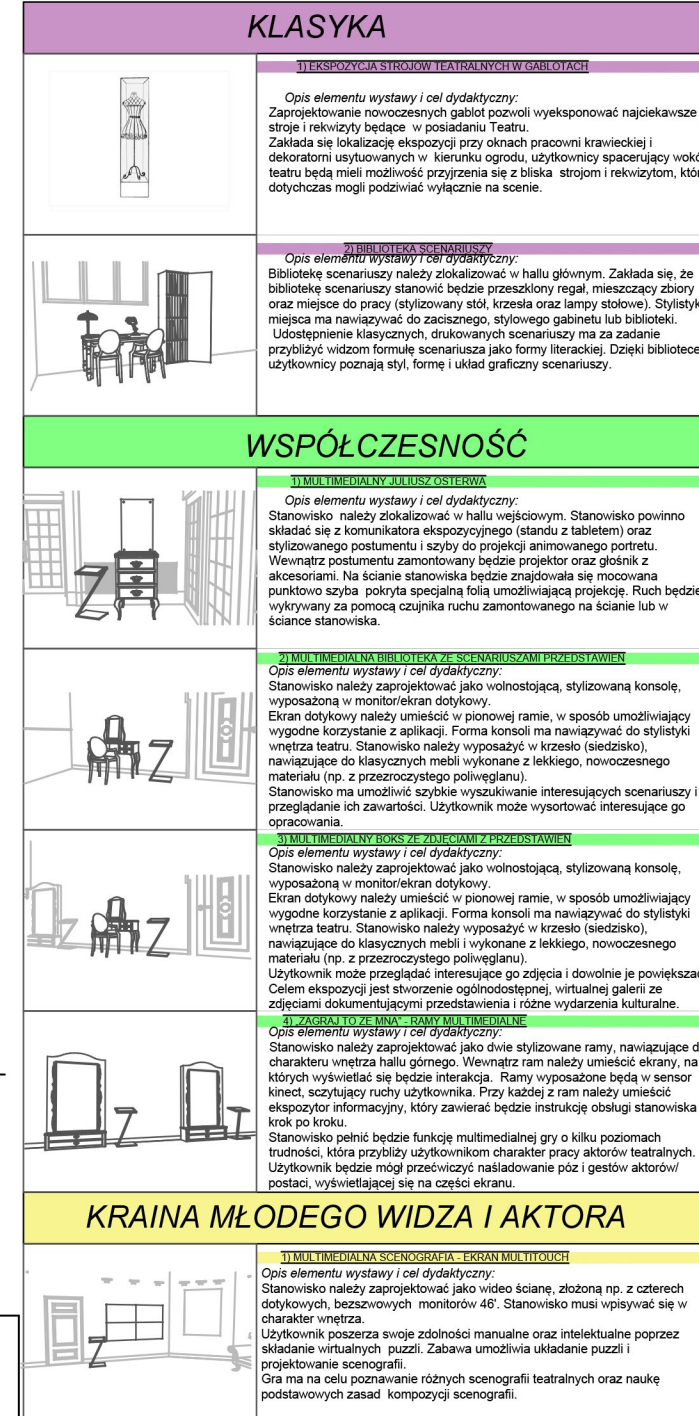 KLASYKA
1) EKSPOZYCJA STROJÓW TEATRALNYCH W GABLOTACH
Opis elementu wystawy i cel dydaktyczny:
Zaprojektowanie nowoczesnych gablot pozwoli wyeksponować najciekawsze
stroje i rekwizyty będące w posiadaniu Teatru.
Zakłada się lokalizację ekspozycji przy oknach pracowni krawieckiej i
dekoratorni usytuowanych w kierunku ogrodu, użytkownicy spacerujący wokó
teatru będą mieli możliwość przyjrzenia się z bliska strojom i rekwizytom, któr
dotychczas mogli podziwiać wyłącznie na scenie.
2) BIBLIOTEKA SCENARIUSZY
Opis elementu wystawy i cel dydaktyczny:
Bibliotekę scenariuszy należy zlokalizować w hallu głównym. Zakłada się, że
bibliotekę scenariuszy stanowić będzie przeszklony regał, mieszczący zbiory
oraz miejsce do pracy (stylizowany stół, krzesła oraz lampy stołowe). Stylistyk
miejsca ma nawiązywać do zacisznego, stylowego gabinetu lub biblioteki.
Udostępnienie klasycznych, drukowanych scenariuszy ma za zadanie
przybliżyć widzom formułę scenariusza jako formy literackiej. Dzięki bibliotece
użytkownicy poznają styl, formę i układ graficzny scenariuszy.
WSPÓŁCZESNOŚĆ
1) MULTIMEDIALNY JULIUSZ OSTERWA
Opis elementu wystawy i cel dydaktyczny:
Stanowisko należy zlokalizować w hallu wejściowym. Stanowisko powinno
składać się z komunikatora ekspozycyjnego (standu z tabletem) oraz
stylizowanego postumentu i szyby do projekcji animowanego portretu.
Wewnątrz postumentu zamontowany będzie projektor oraz głośnik z
akcesoriami. Na ścianie stanowiska będzie znajdowała się mocowana
punktowo szyba pokryta specjalną folią umożliwiającą projekcję. Ruch będzie
wykrywany za pomocą czujnika ruchu zamontowanego na ścianie lub w
ściance stanowiska.
2) MULTIMEDIALNA BIBLIOTEKA ZE SCENARIUSZAMI PRZEDSTAWIEŃ
Opis elementu wystawy i cel dydaktyczny:
Stanowisko należy zaprojektować jako wolnostojącą, stylizowaną konsolę,
wyposażoną w monitor/ekran dotykowy.
Ekran dotykowy należy umieścić w pionowej ramie, w sposób umożliwiający
wygodne korzystanie z aplikacji. Forma konsoli ma nawiązywać do stylistyki
wnętrza teatru. Stanowisko należy wyposażyć w krzesło (siedzisko),
nawiązujące do klasycznych mebli wykonane z lekkiego, nowoczesnego
materiału (np. z przezroczystego poliwęglanu).
Stanowisko ma umożliwić szybkie wyszukiwanie interesujących scenariuszy i
przeglądanie ich zawartości. Użytkownik może wysortować interesujące go
opracowania.
3) MULTIMEDIALNY BOKS ZE ZDJĘCIAMI Z PRZEDSTAWIEŃ
Opis elementu wystawy i cel dydaktyczny:
Stanowisko należy zaprojektować jako wolnostojącą, stylizowaną konsolę,
wyposażoną w monitor/ekran dotykowy.
Ekran dotykowy należy umieścić w pionowej ramie, w sposób umożliwiający
wygodne korzystanie z aplikacji. Forma konsoli ma nawiązywać do stylistyki
wnętrza teatru. Stanowisko należy wyposażyć w krzesło (siedzisko),
nawiązujące do klasycznych mebli i wykonane z lekkiego, nowoczesnego
materiału (np. z przezroczystego poliwęglanu).
Użytkownik może przeglądać interesujące go zdjęcia i dowolnie je powiększać
Celem ekspozycji jest stworzenie ogólnodostępnej, wirtualnej galerii ze
zdjęciami dokumentującymi przedstawienia i różne wydarzenia kulturalne.
4) „ZAGRAJ TO ZE MNĄ" - RAMY MULTIMEDIALNE
Opis elementu wystawy i cel dydaktyczny:
Stanowisko należy zaprojektować jako dwie stylizowane ramy, nawiązujące d
charakteru wnętrza hallu górnego. Wewnątrz ram należy umieścić ekrany, na
których wyświetlać się będzie interakcja. Ramy wyposażone będą w sensor
kinect, sczytujący ruchy użytkownika. Przy każdej z ram należy umieścić
ekspozytor informacyjny, który zawierać będzie instrukcję obsługi stanowiska
krok po kroku.
Stanowisko pełnić będzie funkcję multimedialnej gry o kilku poziomach
trudności, która przybliży użytkownikom charakter pracy aktorów teatralnych.
Użytkownik będzie mógł przećwiczyć naśladowanie póz i gestów aktorów/
postaci, wyświetlającej się na części ekranu.
KRAINA MŁODEGO WIDZA I AKTORA
1) MULTIMEDIALNA SCENOGRAFIA - EKRAN MULTITOUCH
Opis elementu wystawy i cel dydaktyczny:
Stanowisko należy zaprojektować jako wideo ścianę, złożoną np. z czterech
dotykowych, bezszwowych monitorów 46'. Stanowisko musi wpisywać się w
charakter wnętrza.
Użytkownik poszerza swoje zdolności manualne oraz intelektualne poprzez
składanie wirtualnych puzzli. Zabawa umożliwia układanie puzzli i
projektowanie scenografii.
Gra ma na celu poznawanie różnych scenografii teatralnych oraz naukę
podstawowych zasad kompozycji scenografii.